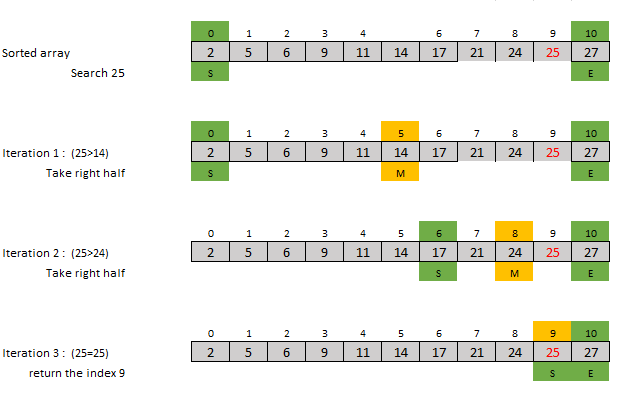 0 1 2 3 4 6 7 8 9 10
Sorted array 2 5 6 9 11 14 17 21 24 25 27
Search 25 S E
0 1 2 3 4 5 6 7 8 9 10
Iteration 1 : (25>14) 2 5 6 9 11 14 17 21 24 25 27
Take right half S M E
0 1 2 3 4 5 6 7 8 9 10
Iteration 2 : (25>24) 2 5 6 9 11 14 17 21 24 25 27
Take right half S M E
0 1 2 3 4 5 6 7 8 9 10
Iteration 3 : (25=25) 2 5 6 9 11 14 17 21 24 25 27
return the index 9 S E